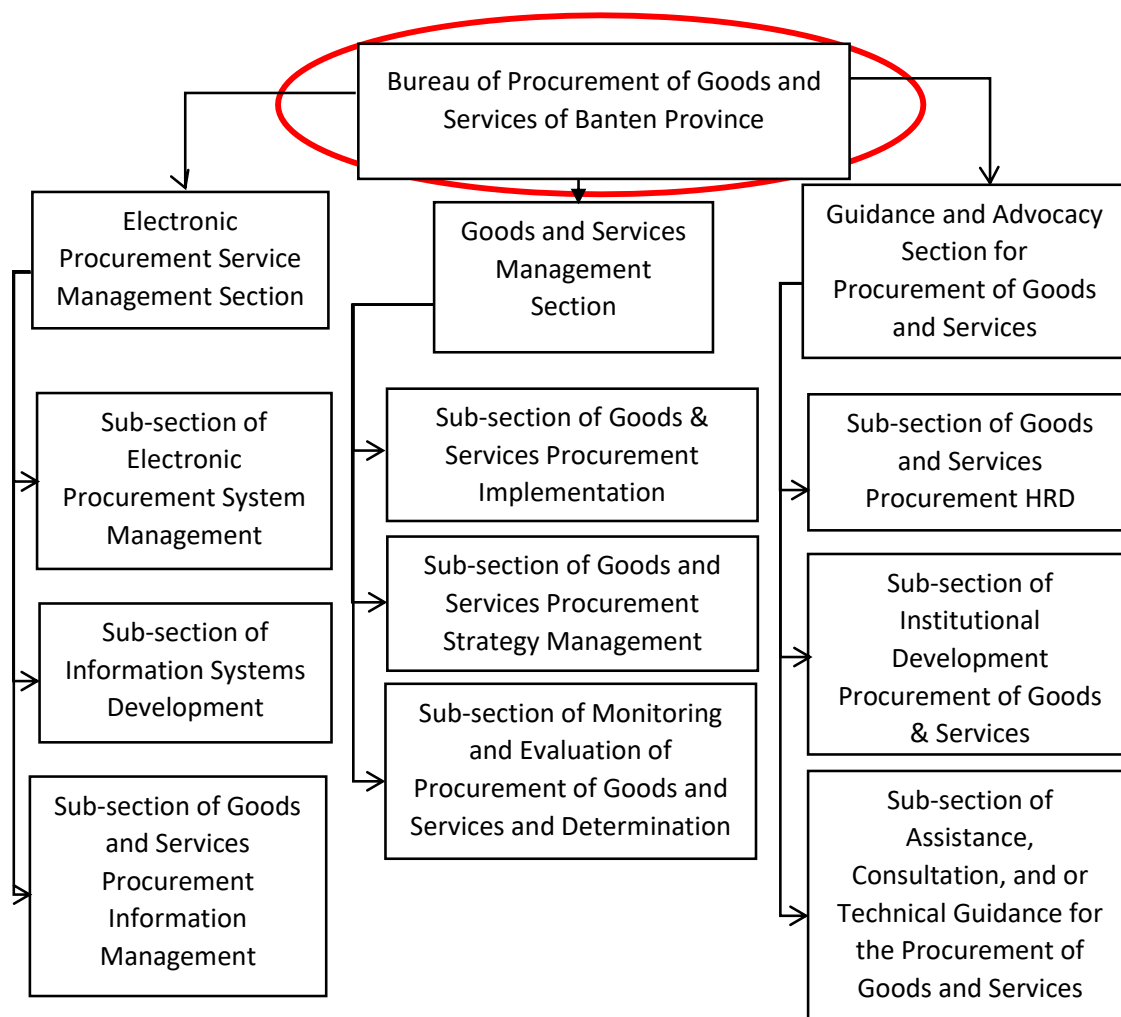 Bureau of Procurement of Goods and
Services of Banten Province
Electronic
Procurement Service
Management Section
Goods and Services
Management
Section
Guidance and Advocacy
Section for
Procurement of Goods
and Services
Sub-section of
Electronic
Procurement System
Management
Sub-section of Goods &
Services Procurement
Implementation
Sub-section of Goods
and Services
Procurement HRD
Sub-section of
Information Systems
Development
Sub-section of Goods and
Services Procurement
Strategy Management
Sub-section of
Institutional
Development
Procurement of Goods
& Services
Sub-section of Goods
and Services
Procurement
Information
Management
Sub-section of Monitoring
and Evaluation of
Procurement of Goods and
Services and Determination
Sub-section of
Assistance,
Consultation, and or
Technical Guidance for
the Procurement of
Goods and Services